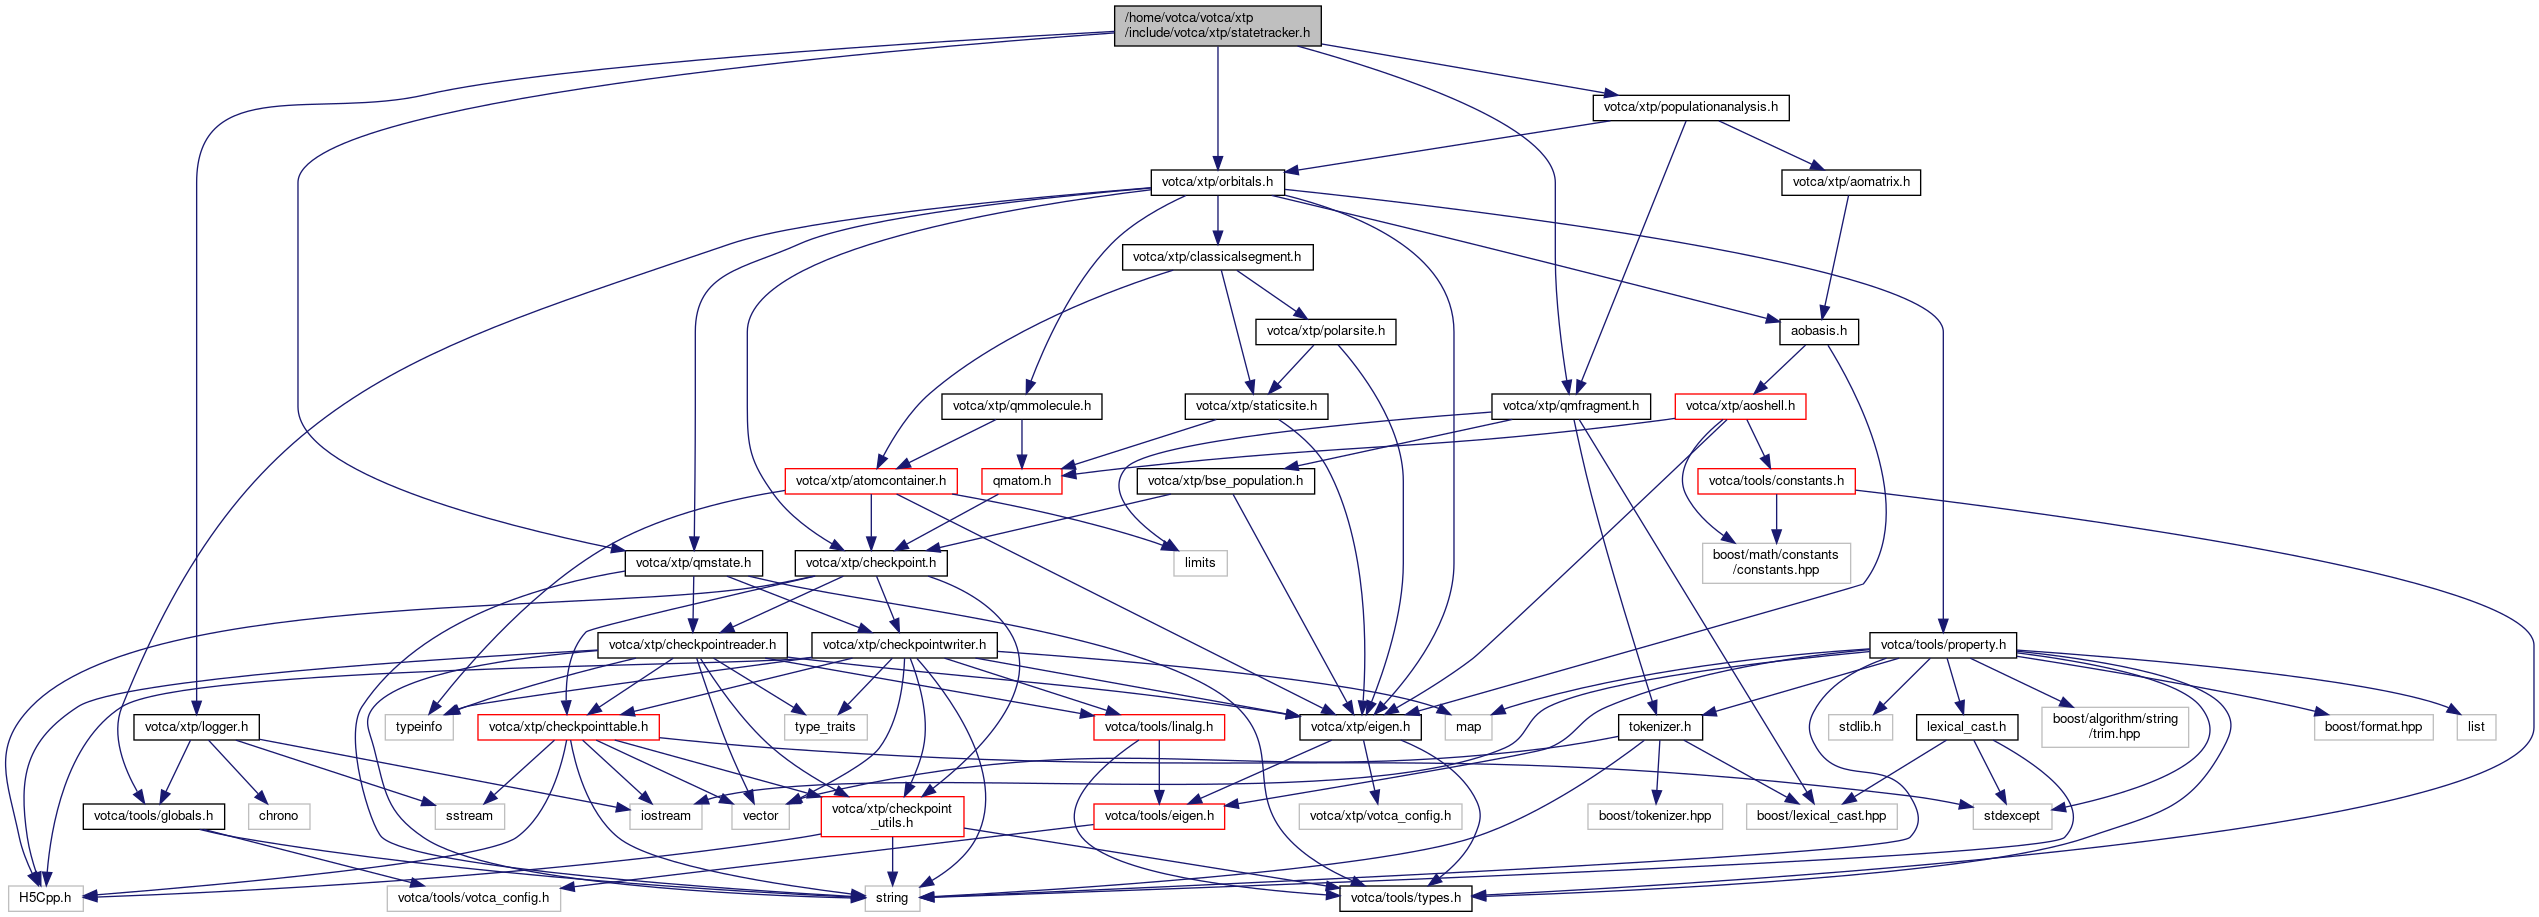 /home/votca/votca/xtp
/include/votca/xtp/statetracker.h
votca/xtp/populationanalysis.h
votca/xtp/orbitals.h
votca/xtp/aomatrix.h
votca/xtp/classicalsegment.h
votca/xtp/polarsite.h
aobasis.h
votca/xtp/qmmolecule.h
votca/xtp/staticsite.h
votca/xtp/qmfragment.h
votca/xtp/aoshell.h
votca/xtp/atomcontainer.h
qmatom.h
votca/xtp/bse_population.h
votca/tools/constants.h
votca/xtp/qmstate.h
votca/xtp/checkpoint.h
limits
boost/math/constants
/constants.hpp
votca/xtp/checkpointreader.h
votca/xtp/checkpointwriter.h
votca/tools/property.h
votca/xtp/logger.h
typeinfo
votca/xtp/checkpointtable.h
type_traits
votca/tools/linalg.h
votca/xtp/eigen.h
map
tokenizer.h
stdlib.h
lexical_cast.h
boost/algorithm/string
/trim.hpp
boost/format.hpp
list
votca/tools/globals.h
chrono
sstream
iostream
vector
votca/xtp/checkpoint
_utils.h
votca/tools/eigen.h
votca/xtp/votca_config.h
boost/tokenizer.hpp
boost/lexical_cast.hpp
stdexcept
H5Cpp.h
votca/tools/votca_config.h
string
votca/tools/types.h